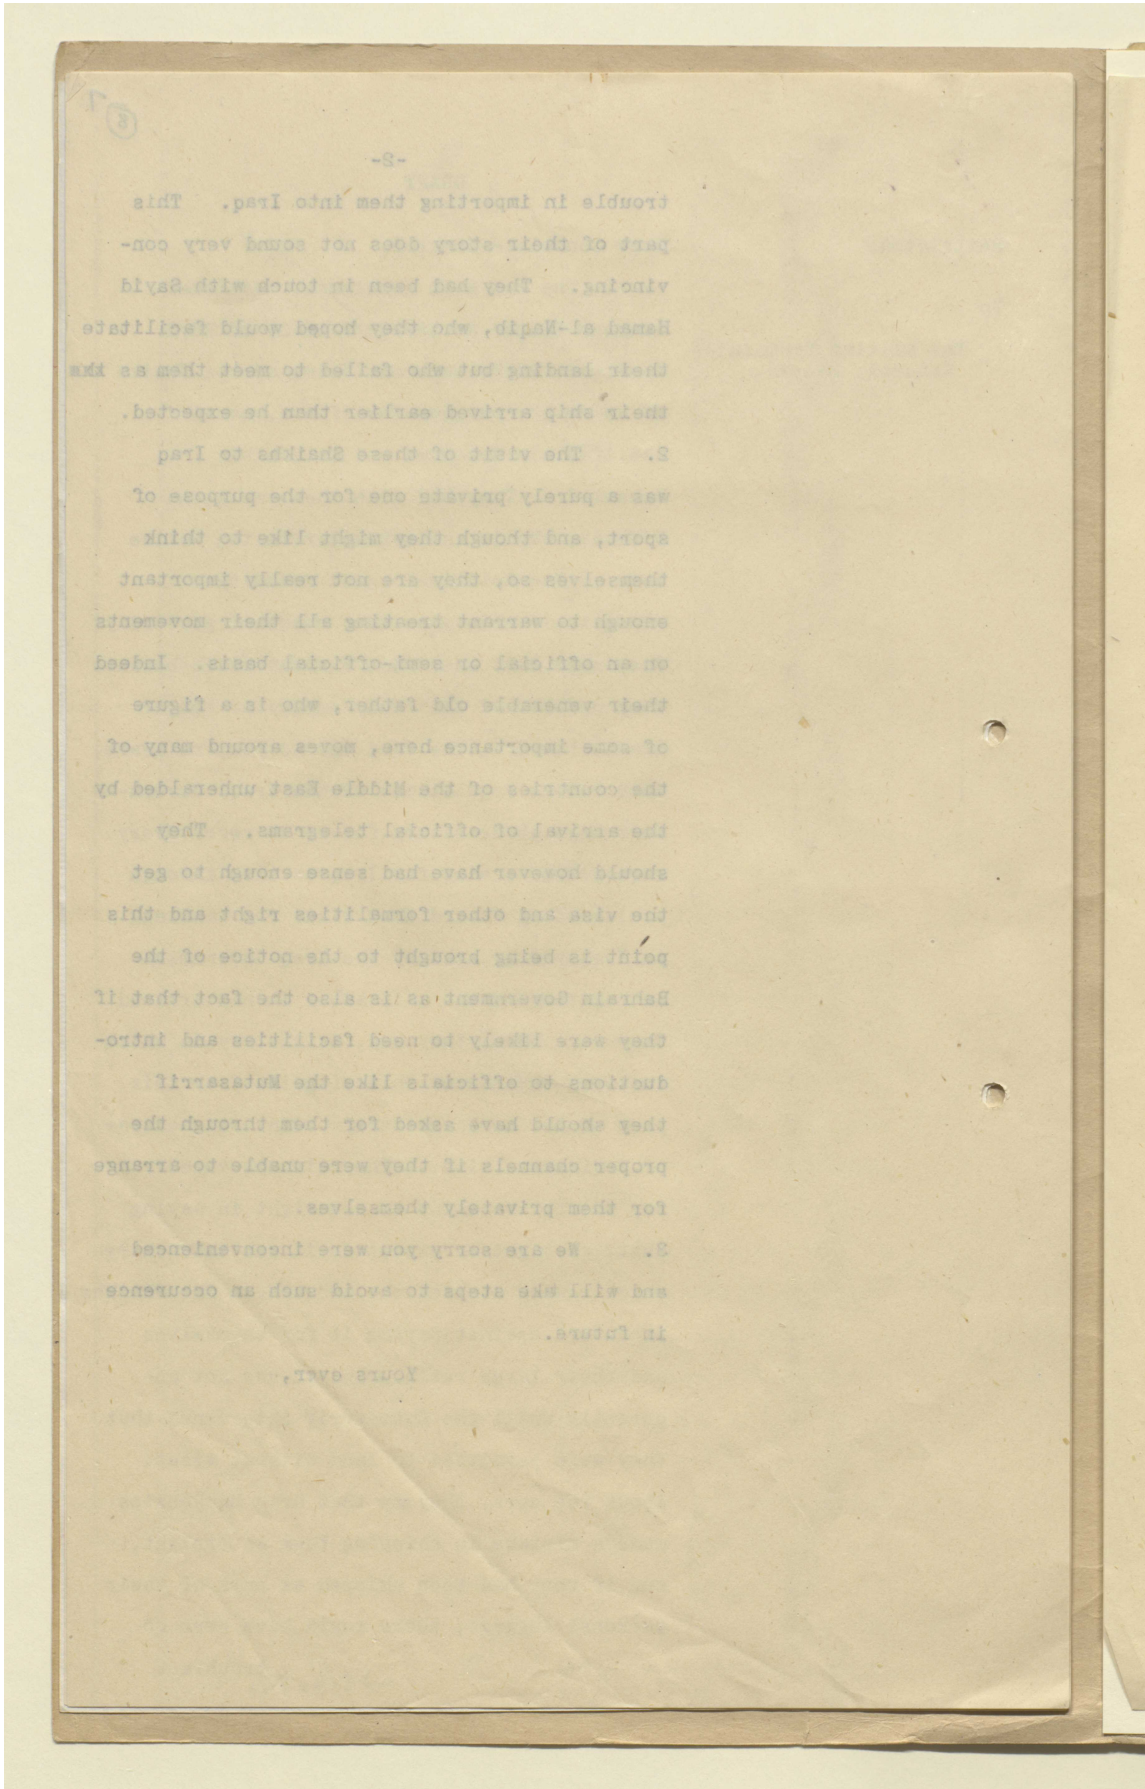 -2-
trouble in importing them into Iraq. This
part of their story does not sound very con-
vincing. They had been in touch with Sayid
Hamad al-Naqib, who they hoped would facilitate
their landing but who failed to meet them as the
their ship arrived earlier than he expected.
2. The visit of these Shaikhs to Iraq
was a purely private one for the purpose of
sport, and though they might like to think
themselves so, they are not really important
enough to warrant treating all their movements
on an official or semi-official basis. Indeed
their venerable old father, who is a figure
of some importance here, moves around many of
the countries of the Middle East unheralded by
the arrival of official telegrams. They
should however have had sense enough to get
the visa and other formalities right and this
point is being brought to the notice of the
Bahrain Government as is also the fact that if
they were likely to need facilities and intro-
ductions to officials like the Mutasarrif
they should have asked for them through the
proper channels if they were unable to arrange
for them privately themselves.
3. We are sorry you were inconvenienced
and will take steps to avoid such an occurence
in future.
Yours ever,